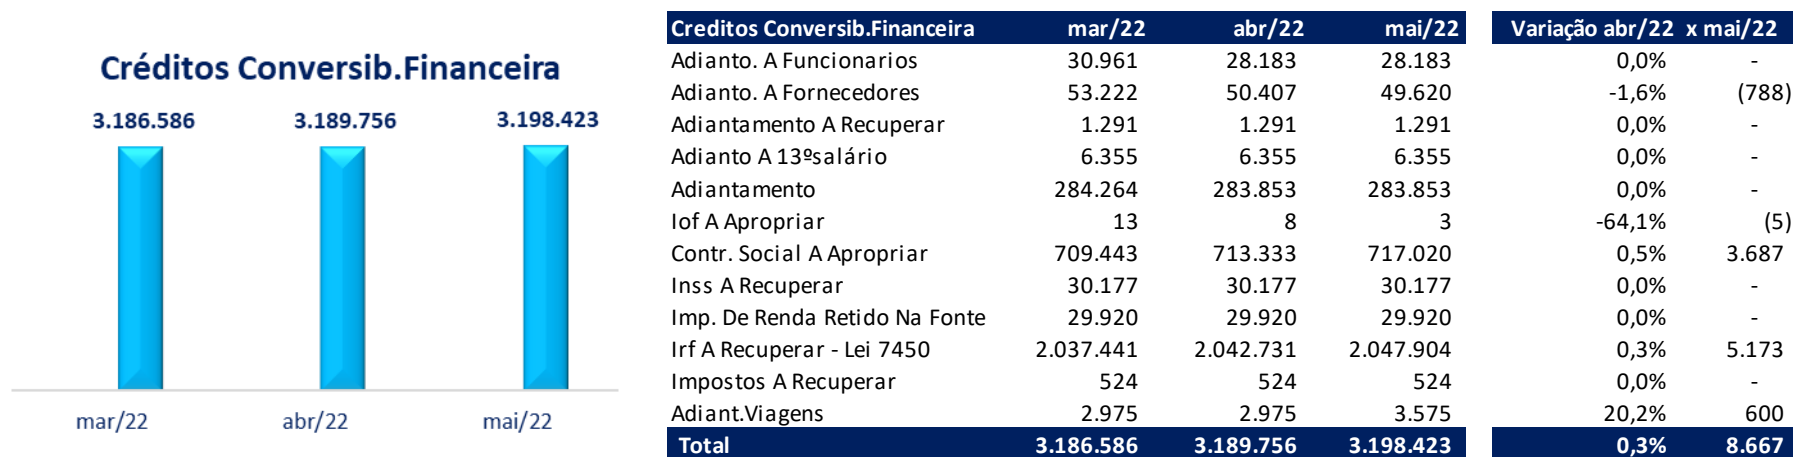 Créditos Conversib.Financeira
3.186.586 3.189.756 3.198.423
mar/22 abr/22 mai/22
Creditos Conversib.Financeira mar/22 abr/22 mai/22 Variação abr/22 x mai/22
Adianto. A Funcionarios 30.961 28.183 28.183 0,0% -
Adianto. A Fornecedores 53.222 50.407 49.620 -1,6% (788)
Adiantamento A Recuperar 1.291 1.291 1.291 0,0% -
Adianto A 13ºsalário 6.355 6.355 6.355 0,0% -
Adiantamento 284.264 283.853 283.853 0,0% -
Iof A Apropriar 13 8 3 -64,1% (5)
Contr. Social A Apropriar 709.443 713.333 717.020 0,5% 3.687
Inss A Recuperar 30.177 30.177 30.177 0,0% -
Imp. De Renda Retido Na Fonte 29.920 29.920 29.920 0,0% -
Irf A Recuperar - Lei 7450 2.037.441 2.042.731 2.047.904 0,3% 5.173
Impostos A Recuperar 524 524 524 0,0% -
Adiant.Viagens 2.975 2.975 3.575 20,2% 600
Total 3.186.586 3.189.756 3.198.423 0,3% 8.667